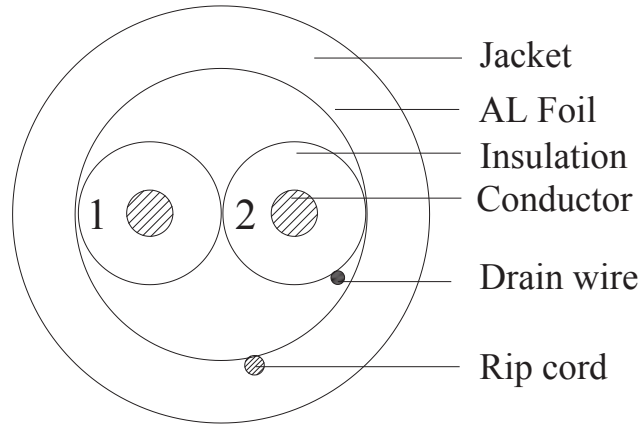 Jacket
AL Foil
Insulation
Conductor
1
2
Drain wire
Rip cord